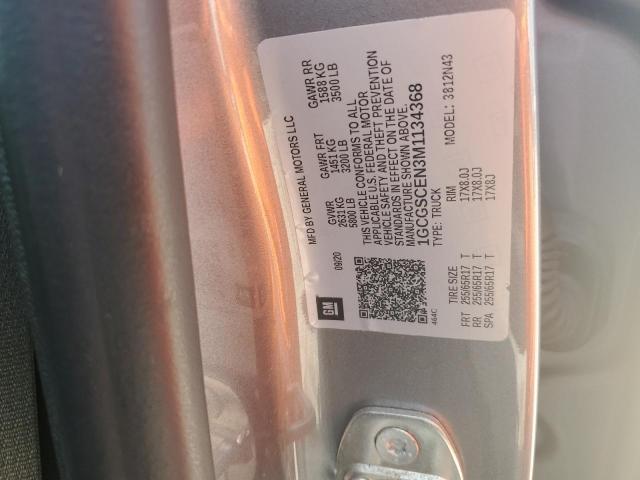 MFD BY GENERAL MOTORS LLC
09/20
GVWR
2631 KG
5800 LB
GAWR FRT
1451 KG
3200 LB
GAWR RR
1588 KG
3500 LB
THIS VEHICLE CONFORMS TO ALL
APPLICABLE U.S. FEDERAL MOTOR
VEHICLE SAFETY AND THEFT PREVENTION
STANDARDS IN EFFECT ON THE DATE OF
MANUFACTURE SHOWN ABOVE.
1GCGSCEN3M1134368
TYPE: TRUCK
MODEL: 3812N43
GM
464C
TIRE SIZE RIM
FRT 255/65R17 T 17X8.0J
RR 255/65R17 T 17X8.0J
SPA 255/65R17 T 17X8J